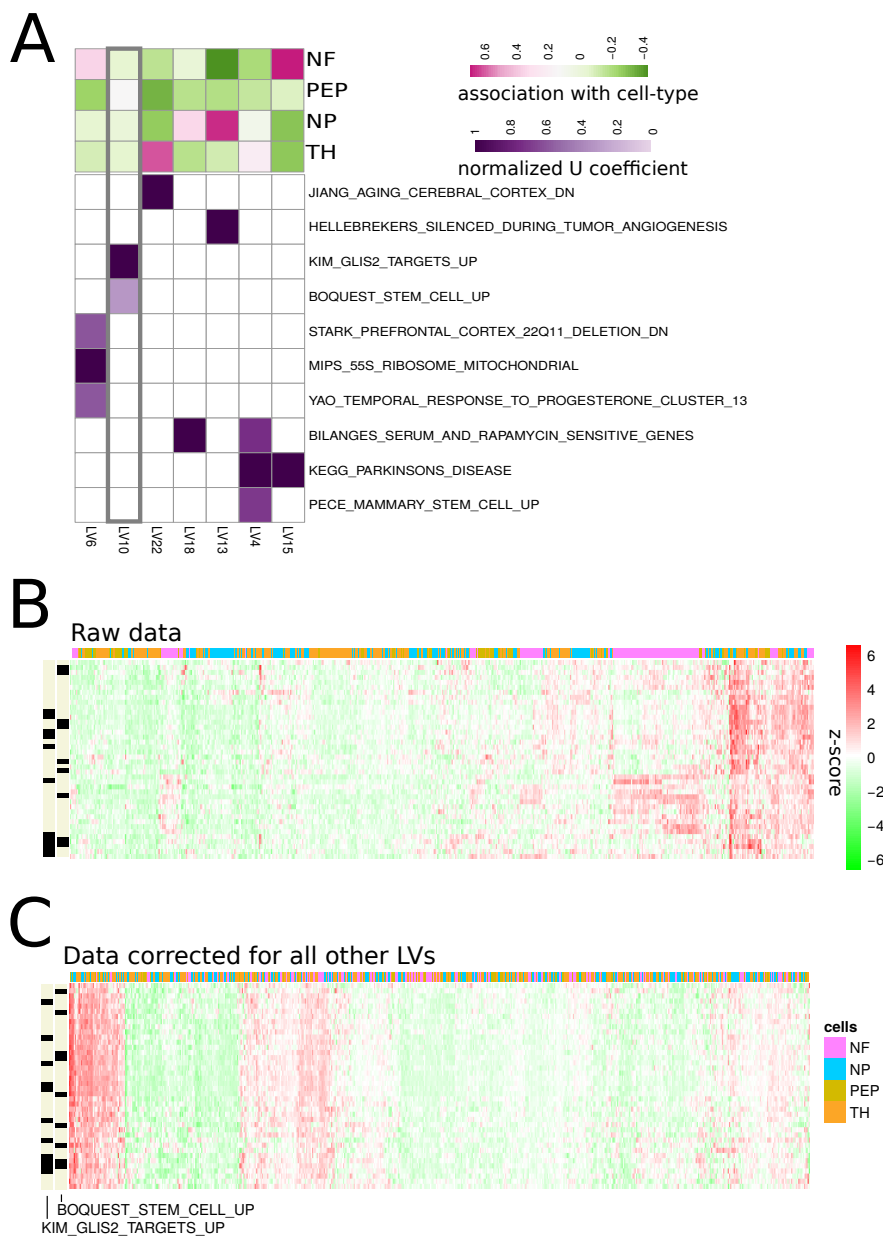 A
NF
PEP
NP
TH
0.6 0.4 0.2 0 −0.2 −0.4
association with cell-type
1 0.8 0.6 0.4 0.2 0
normalized U coefficient
JIANG_AGING_CEREBRAL_CORTEX_DN
HELLEBREKERS_SILENCED_DURING_TUMOR_ANGIOGENESIS
KIM_GLIS2_TARGETS_UP
BOQUEST_STEM_CELL_UP
STARK_PREFRONTAL_CORTEX_22Q11_DELETION_DN
MIPS_55S_RIBOSOME_MITOCHONDRIAL
YAO_TEMPORAL_RESPONSE_TO_PROGESTERONE_CLUSTER_13
BILANGES_SERUM_AND_RAPAMYCIN_SENSITIVE_GENES
KEGG_PARKINSONS_DISEASE
PECE_MAMMARY_STEM_CELL_UP
LV6 LV10 LV22 LV18 LV13 LV4 LV15
B
Raw data
6
4
2
0
−2
−4
−6
z-score
C
Data corrected for all other LVs
cells
NF
NP
PEP
TH
BOQUEST_STEM_CELL_UP
KIM_GLIS2_TARGETS_UP